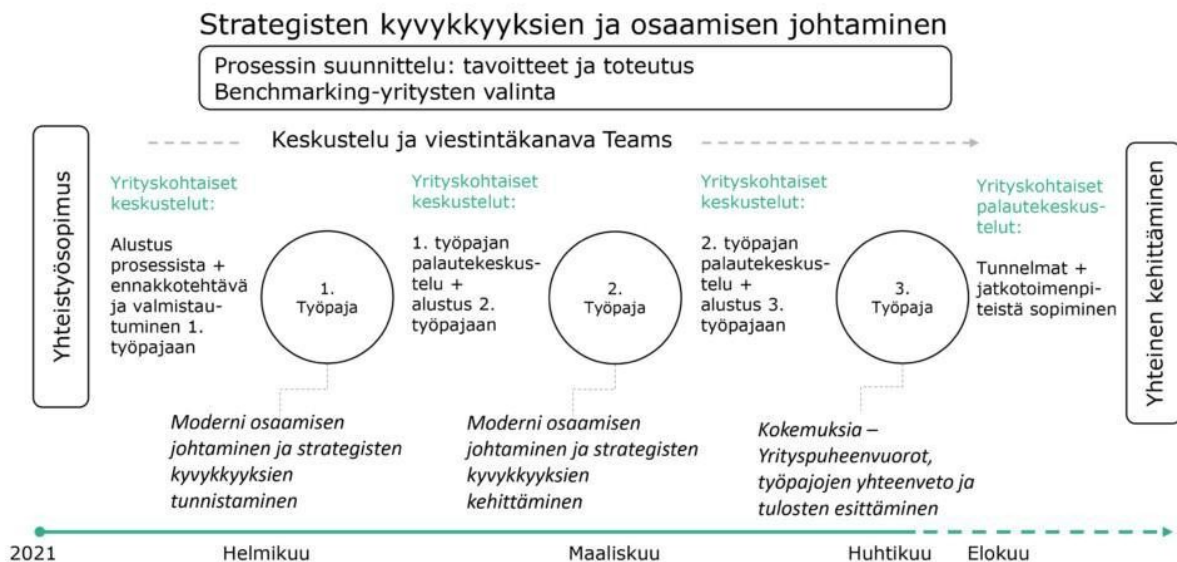 Strategisten kyvykkyyksien ja osaamisen johtaminen
Prosessin suunnittelu: tavoitteet ja toteutus
Benchmarking-yritysten valinta
Keskustelu ja viestintäkanava Teams
Yhteistyösopimus
Yrityskohtaiset
keskustelut:
Alustus
prosessista +
ennakkotehtävä
ja valmistau-
tuminen 1.
työpajaan
1.
Työpaja
Yrityskohtaiset
keskustelut:
1. työpajan
palautekeskus-
telu +
alustus 2.
työpajaan
2.
Työpaja
Yrityskohtaiset
keskustelut:
2. työpajan
palautekeskus-
telu +
alustus 3.
työpajaan
3.
Työpaja
Yrityskohtaiset
palautekeskus-
telut:
Tunnelmat +
jatkotoimenpi-
teistä sopiminen
Yhteinen kehittäminen
Moderni osaamisen
johtaminen ja strategisten
kyvykkyyksien
tunnistaminen
Moderni osaamisen
johtaminen ja strategisten
kyvykkyyksien
kehittäminen
Kokemuksia –
Yrityspuheenvuorot,
työpajojen yhteenveto ja
tulosten esittäminen
2021
Helmikuu
Maaliskuu
Huhtikuu
Elokuu